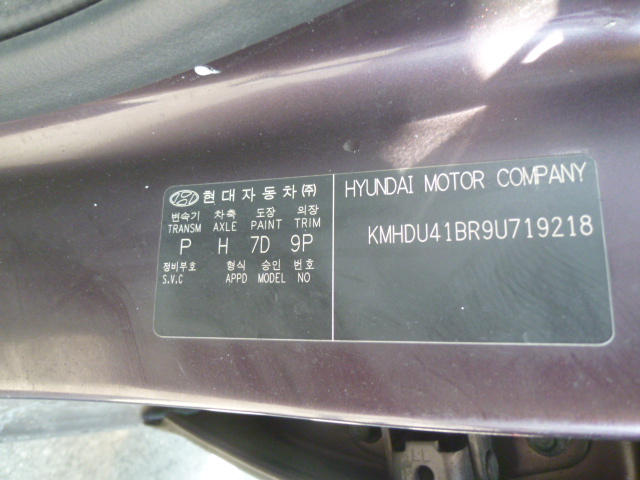 현대자동차(주)
변속기 차축 도장 의장
TRANSM AXLE PAINT TRIM
P H 7D 9P
정비부호 형식 승인 번호
S.V.C APPD MODEL NO
HYUNDAI MOTOR COMPANY
KMHDU41BR9U719218